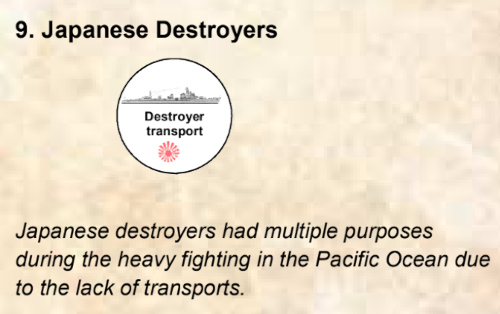 9. Japanese Destroyers
Destroyer
transport
Japanese destroyers had multiple purposes
during the heavy fighting in the Pacific Ocean due
to the lack of transports.